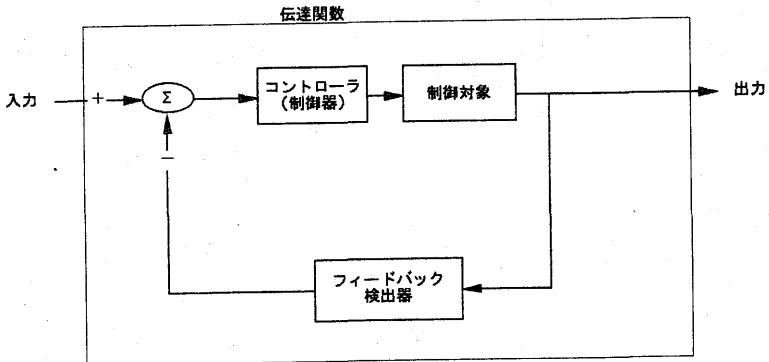 伝達関数
入力
+
Σ
コントローラ
(制御器)
制御対象
出力
−
フィードバック
検出器